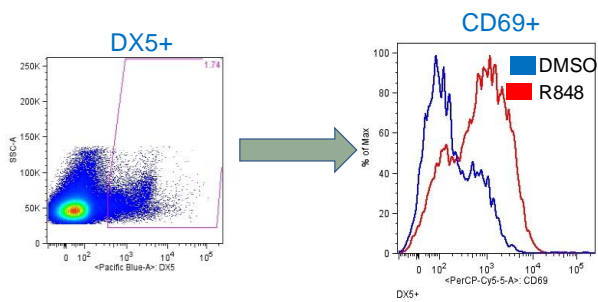 DX5+
1.74
250K
200K
150K
100K
50K
0
SSC-A
0 10^2 10^3 10^4 10^5
<Pacific Blue-A>: DX5
CD69+
DMSO
R848
100
80
60
40
20
0
% of Max
0 10^2 10^3 10^4 10^5
<PerCP-Cy5-5-A>: CD69
DX5+